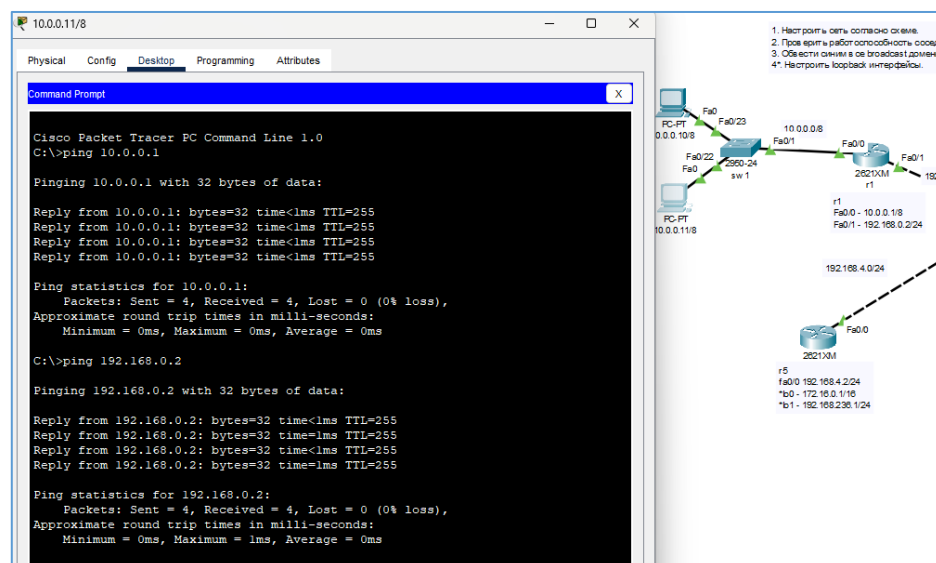 10.0.0.11/8
Physical Config Desktop Programming Attributes
Command Prompt
X
Cisco Packet Tracer PC Command Line 1.0
C:\>ping 10.0.0.1
Pinging 10.0.0.1 with 32 bytes of data:
Reply from 10.0.0.1: bytes=32 time<1ms TTL=255
Reply from 10.0.0.1: bytes=32 time<1ms TTL=255
Reply from 10.0.0.1: bytes=32 time<1ms TTL=255
Reply from 10.0.0.1: bytes=32 time<1ms TTL=255
Ping statistics for 10.0.0.1:
Packets: Sent = 4, Received = 4, Lost = 0 (0% loss),
Approximate round trip times in milli-seconds:
Minimum = 0ms, Maximum = 0ms, Average = 0ms
C:\>ping 192.168.0.2
Pinging 192.168.0.2 with 32 bytes of data:
Reply from 192.168.0.2: bytes=32 time<1ms TTL=255
Reply from 192.168.0.2: bytes=32 time=1ms TTL=255
Reply from 192.168.0.2: bytes=32 time<1ms TTL=255
Reply from 192.168.0.2: bytes=32 time=1ms TTL=255
Ping statistics for 192.168.0.2:
Packets: Sent = 4, Received = 4, Lost = 0 (0% loss),
Approximate round trip times in milli-seconds:
Minimum = 0ms, Maximum = 1ms, Average = 0ms
1. Настроить сеть согласно схеме.
2. Проверить работоспособность сосед
3. Обвести синим все broadcast домен
4*. Настроить loopback интерфейсы.
Fa0
PC-PT
0.0.0.10/8
Fa0/23
10.0.0.0/8
Fa0/1
Fa0/0
Fa0/22
Fa0
2950-24
sw 1
Fa0/1
2621XM
r1
192
PC-PT
10.0.0.11/8
r1
Fa0/0 - 10.0.0.1/8
Fa0/1 - 192.168.0.2/24
192.168.4.0/24
Fa0/0
2621XM
r5
fa0/0 192.168.4.2/24
*lb0 - 172.16.0.1/16
*lb1 - 192.168.236.1/24